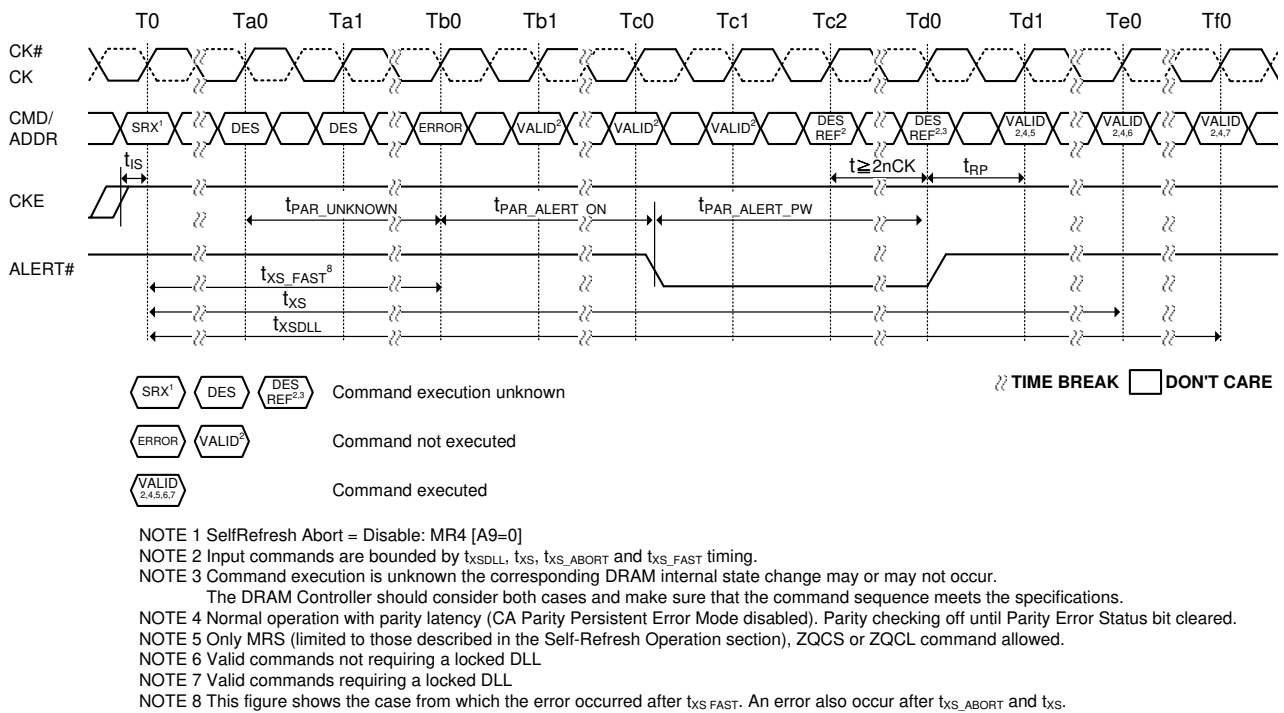 T0 Ta0 Ta1 Tb0 Tb1 Tc0 Tc1 Tc2 Td0 Td1 Te0 Tf0
CK#
CK
CMD/
ADDR
SRX¹ DES DES ERROR VALID² VALID² VALID² DES REF² DES REF²,³ VALID 2,4,5 VALID 2,4,6 VALID 2,4,7
tIS t≧2nCK tRP
CKE
tPAR_UNKNOWN tPAR_ALERT_ON tPAR_ALERT_PW
ALERT#
tXS_FAST⁸
tXS
tXSDLL
SRX¹ DES DES REF²,³ Command execution unknown
TIME BREAK DON'T CARE
ERROR VALID² Command not executed
VALID 2,4,5,6,7 Command executed
NOTE 1 SelfRefresh Abort = Disable: MR4 [A9=0]
NOTE 2 Input commands are bounded by tXSDLL, tXS, tXS_ABORT and tXS_FAST timing.
NOTE 3 Command execution is unknown the corresponding DRAM internal state change may or may not occur.
The DRAM Controller should consider both cases and make sure that the command sequence meets the specifications.
NOTE 4 Normal operation with parity latency (CA Parity Persistent Error Mode disabled). Parity checking off until Parity Error Status bit cleared.
NOTE 5 Only MRS (limited to those described in the Self-Refresh Operation section), ZQCS or ZQCL command allowed.
NOTE 6 Valid commands not requiring a locked DLL
NOTE 7 Valid commands requiring a locked DLL
NOTE 8 This figure shows the case from which the error occurred after tXS FAST. An error also occur after tXS_ABORT and tXS.